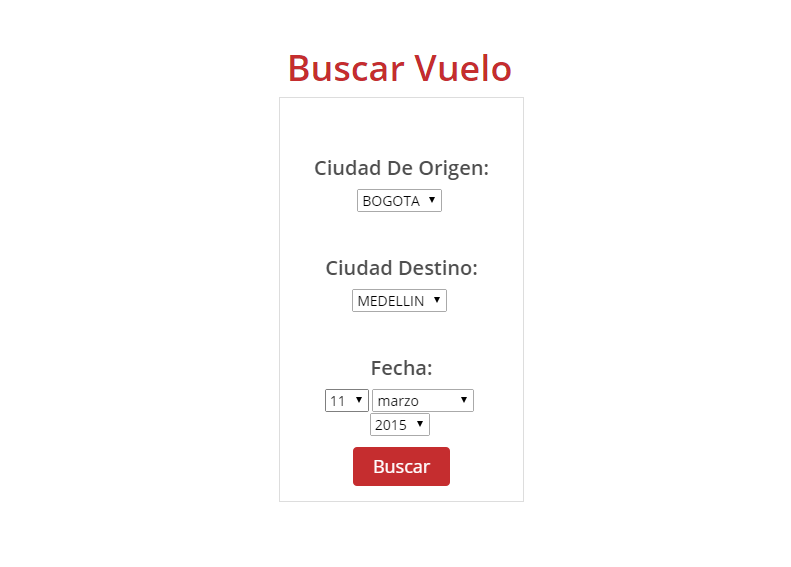 Buscar Vuelo
Ciudad De Origen:
BOGOTA
Ciudad Destino:
MEDELLIN
Fecha:
11 marzo
2015
Buscar